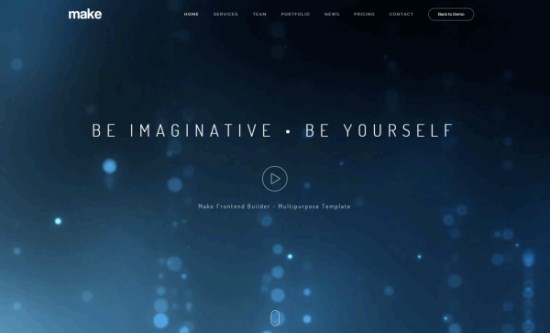 make
HOME SERVICES TEAM PORTFOLIO NEWS PRICING CONTACT Back to Demo
BE IMAGINATIVE • BE YOURSELF
Make Frontend Builder - Multipurpose Template